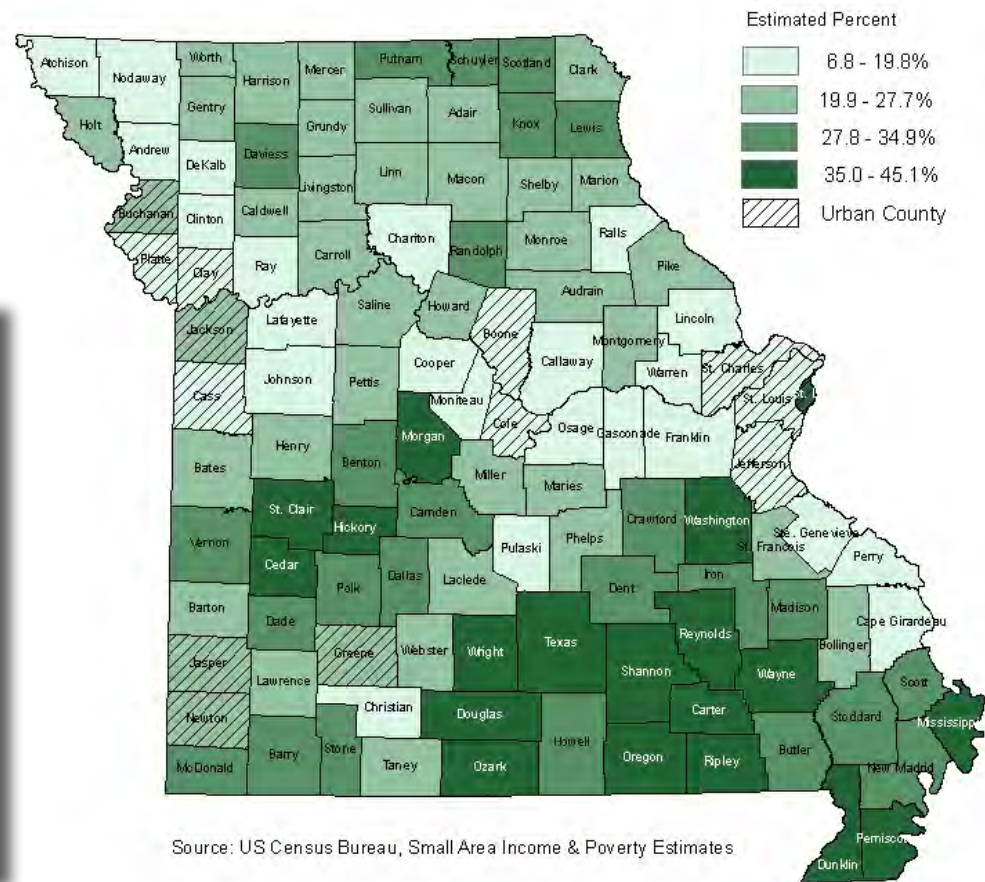 Estimated Percent
6.8 - 19.8%
19.9 - 27.7%
27.8 - 34.9%
35.0 - 45.1%
Urban County
Atchison
Nodaway
Worth
Harrison
Mercer
Putnam
Schuyler
Scotland
Clark
Holt
Andrew
Gentry
DeKalb
Daviess
Grundy
Sullivan
Adair
Knox
Lewis
Buchanan
Clinton
Caldwell
Livingston
Linn
Macon
Shelby
Marion
Platte
Clay
Ray
Carroll
Chariton
Randolph
Monroe
Ralls
Pike
Jackson
Lafayette
Saline
Howard
Boone
Audrain
Callaway
Montgomery
Lincoln
Warren
St. Charles
St. Louis
St. L
Cass
Johnson
Pettis
Cooper
Moniteau
Cole
Osage
Gasconade
Franklin
Jefferson
Bates
Henry
Benton
Morgan
Miller
Maries
Vernon
St. Clair
Hickory
Camden
Pulaski
Phelps
Crawford
Washington
St. Francois
Ste. Genevieve
Perry
Barton
Cedar
Polk
Dallas
Laclede
Dent
Iron
Madison
Bollinger
Cape Girardeau
Jasper
Dade
Greene
Webster
Wright
Texas
Shannon
Reynolds
Wayne
Scott
Newton
Lawrence
Christian
Douglas
Howell
Carter
Butler
Stoddard
Mississippi
McDonald
Barry
Stone
Taney
Ozark
Oregon
Ripley
New Madrid
Dunklin
Pemiscot
Source: US Census Bureau, Small Area Income & Poverty Estimates